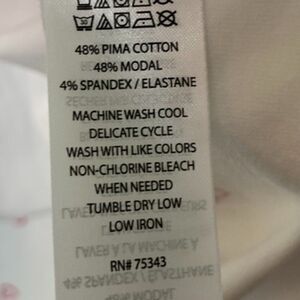 48% PIMA COTTON
48% MODAL
4% SPANDEX / ELASTANE
MACHINE WASH COOL
DELICATE CYCLE
WASH WITH LIKE COLORS
NON-CHLORINE BLEACH
WHEN NEEDED
TUMBLE DRY LOW
LOW IRON
RN# 75343